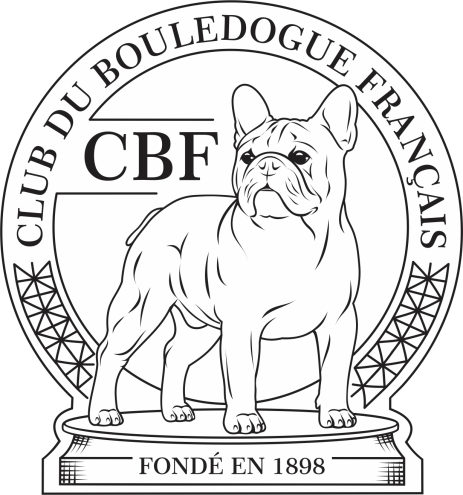 CLUB DU BOULEDOGUE FRANÇAIS
CBF
FONDÉ EN 1898